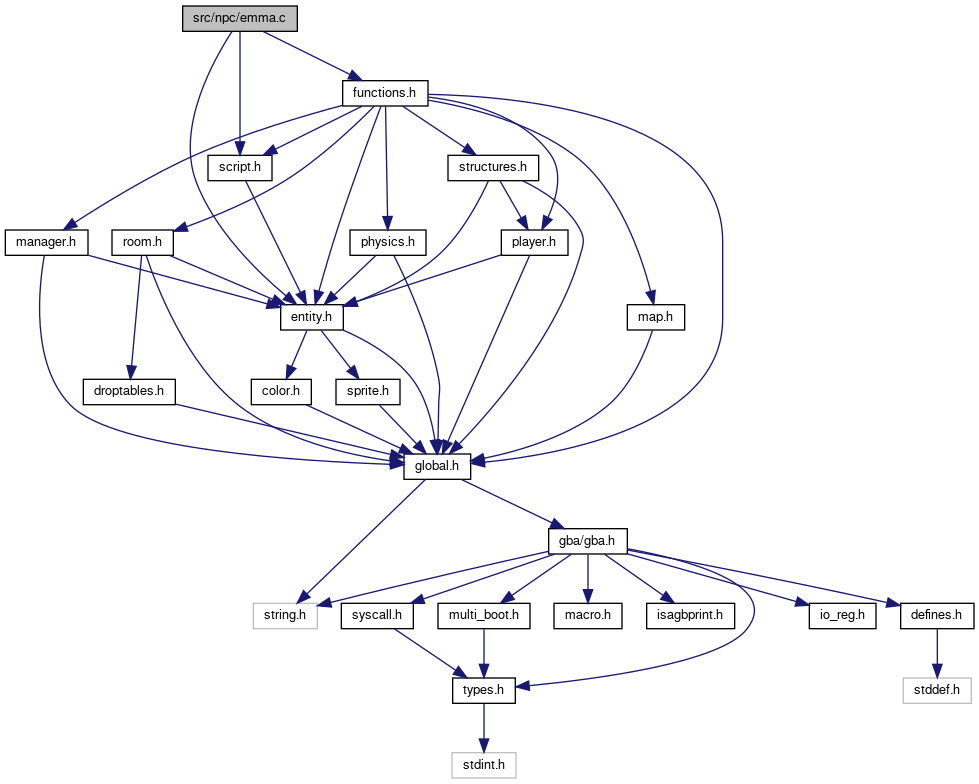 src/npc/emma.c
functions.h
script.h
structures.h
manager.h
room.h
physics.h
player.h
entity.h
map.h
droptables.h
color.h
sprite.h
global.h
gba/gba.h
string.h
syscall.h
multi_boot.h
macro.h
isagbprint.h
io_reg.h
defines.h
types.h
stddef.h
stdint.h